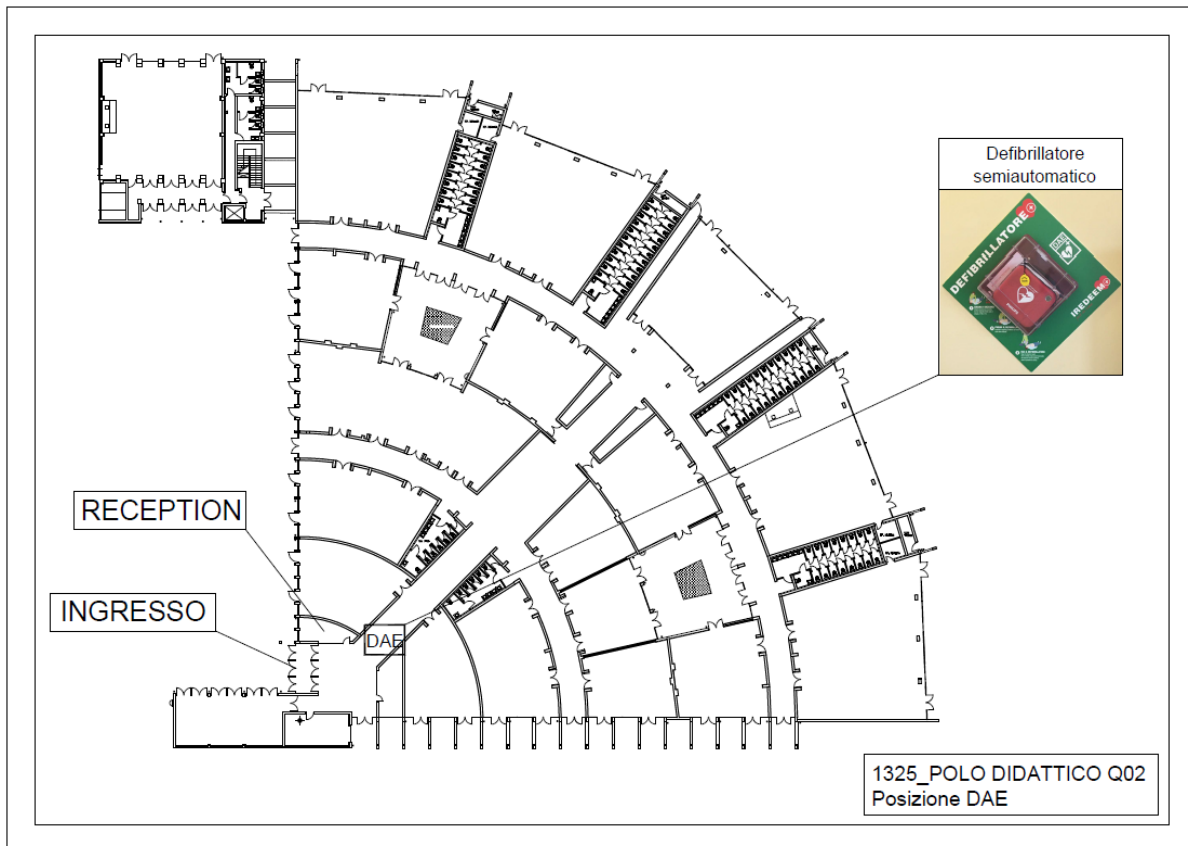 Defibrillatore
semiautomatico
DEFIBRILLATORE
DAE
IREDEEM
RECEPTION
INGRESSO
DAE
1325_POLO DIDATTICO Q02
Posizione DAE